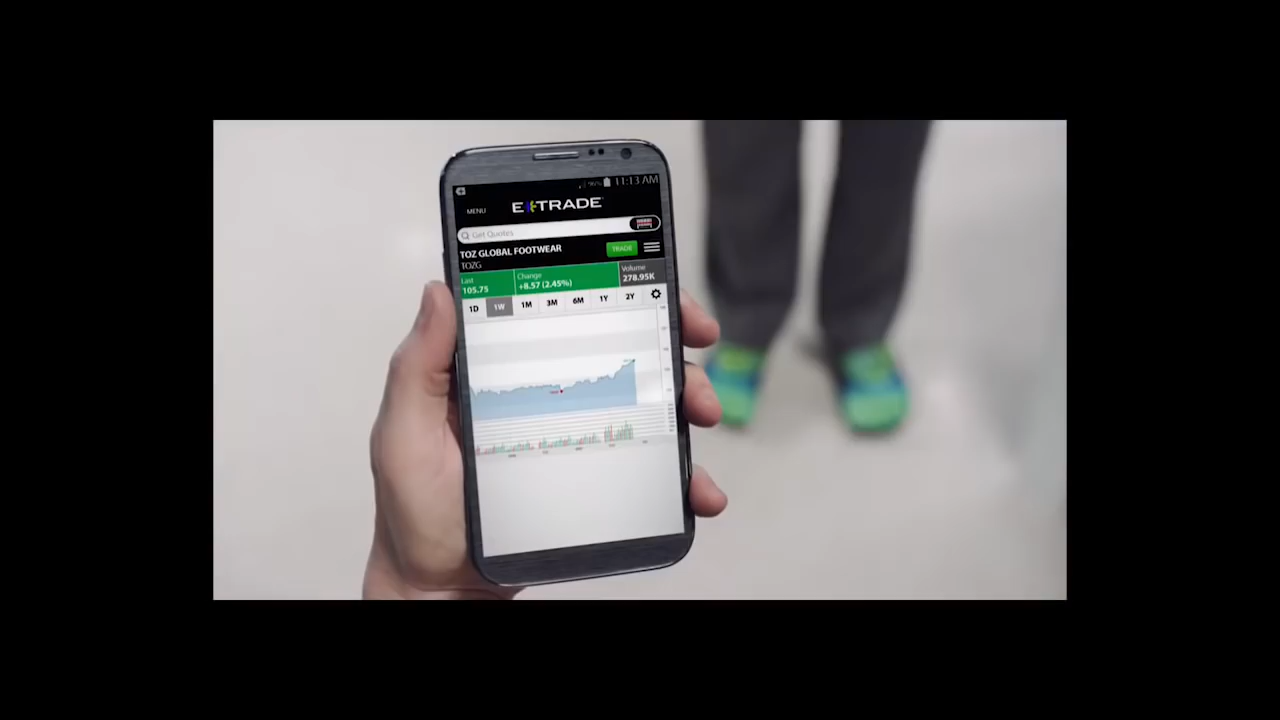 96% 11:13 AM
MENU
E*TRADE
Get Quotes
TOZ GLOBAL FOOTWEAR
TRADE
TOZG
Last
Change
Volume
105.75
+8.57 (2.45%)
278.95K
1D 1W 1M 3M 6M 1Y 2Y